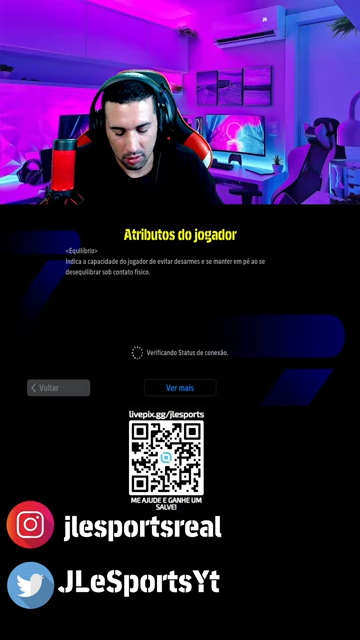 Atributos do jogador
<Equilíbrio>
Indica a capacidade do jogador de evitar desarmes e se manter em pé ao se
desequilibrar sob contato físico.
Verificando Status de conexão.
Voltar
Ver mais
livepix.gg/jlesports
ME AJUDE E GANHE UM
SALVE!
jlesportsreal
JLeSportsYt